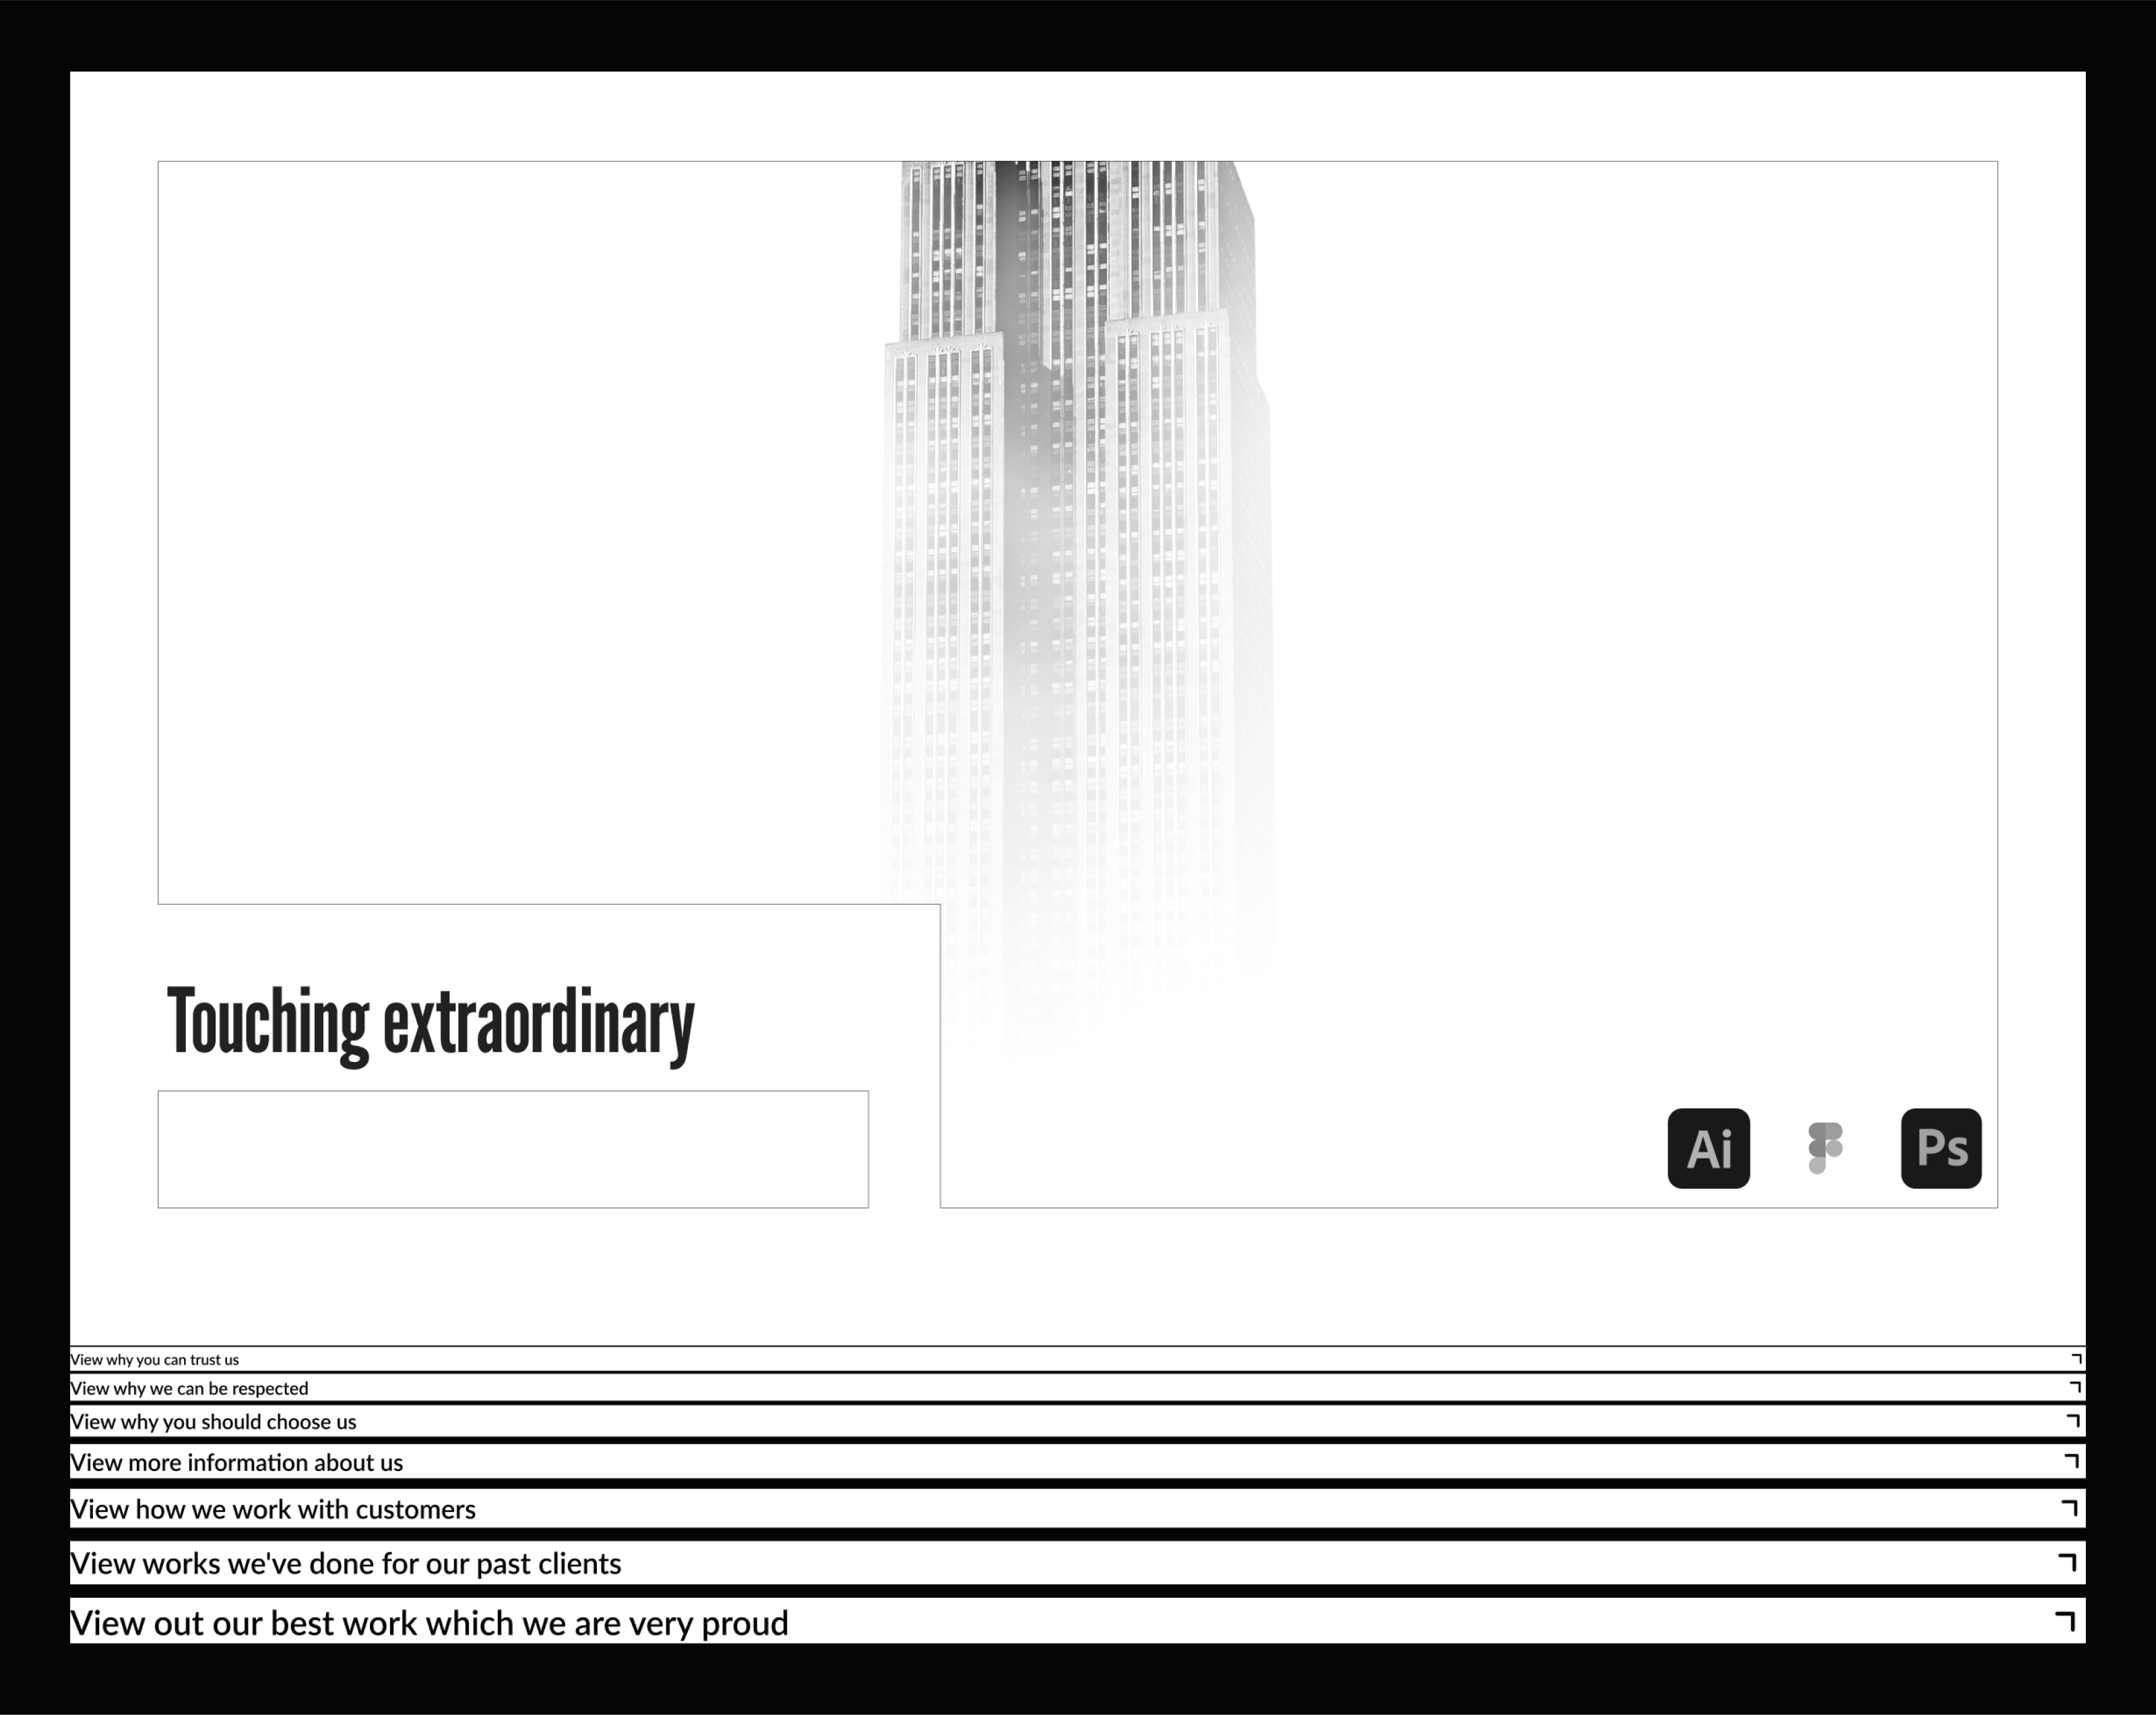 Touching extraordinary
Ai
Ps
View why you can trust us
View why we can be respected
View why you should choose us
View more information about us
View how we work with customers
View works we've done for our past clients
View out our best work which we are very proud